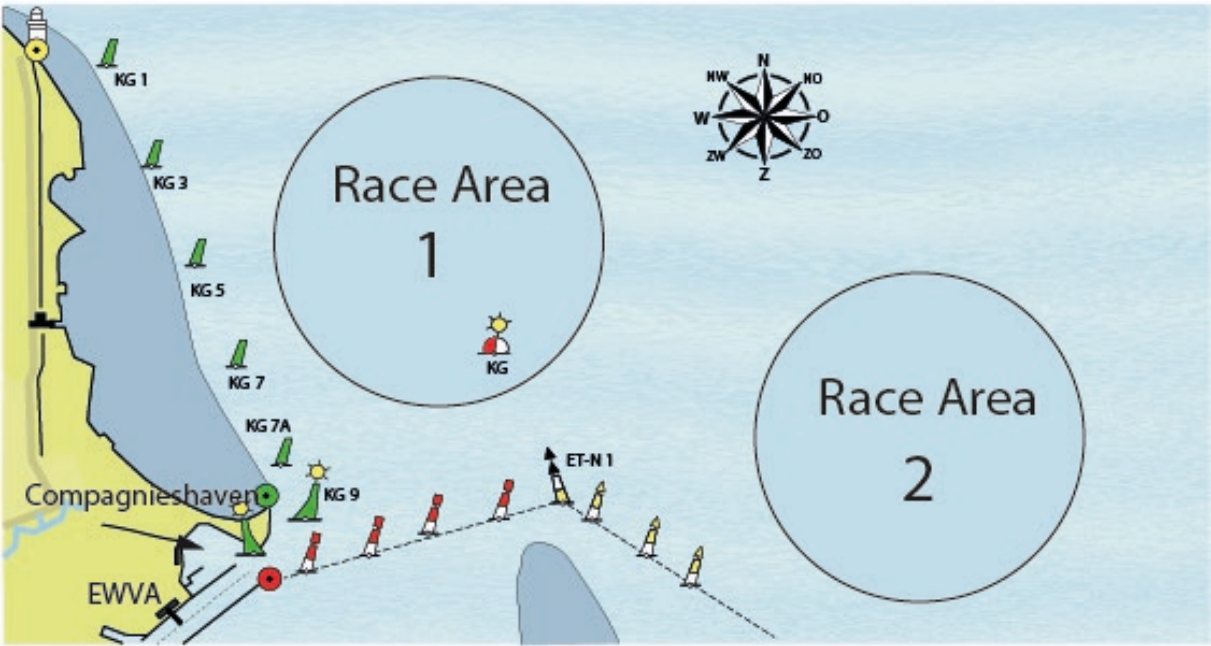 KG 1
N
NW
NO
W
O
ZW
ZO
Z
KG 3
Race Area
1
KG 5
KG
KG 7
Race Area
2
KG 7A
ET-N 1
KG 9
Compagnieshaven
EWVA